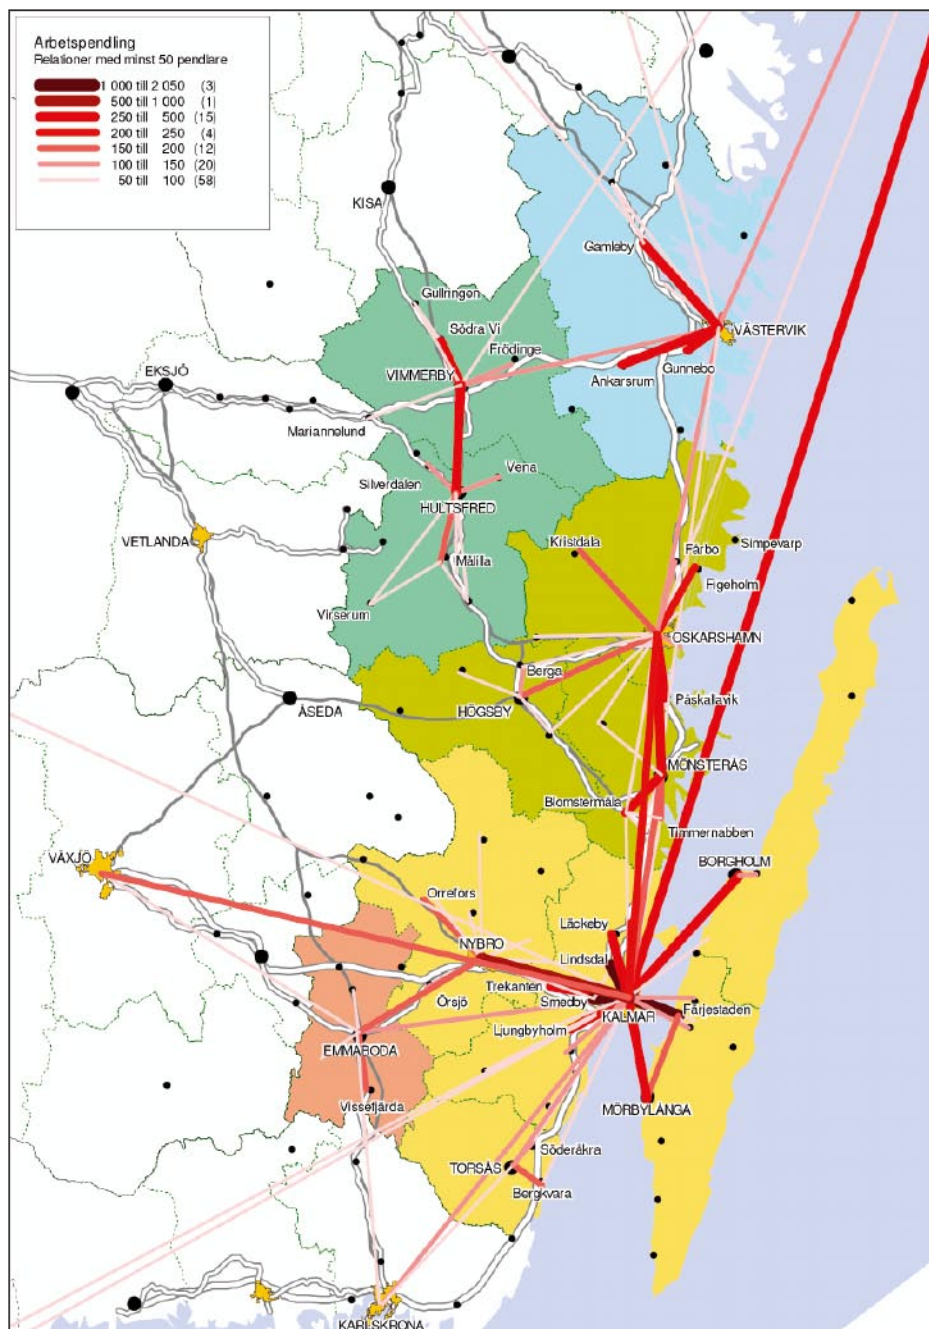 Arbetspendling
Relationer med minst 50 pendlare
1 000 till 2 050 (3)
500 till 1 000 (1)
250 till 500 (15)
200 till 250 (4)
150 till 200 (12)
100 till 150 (20)
50 till 100 (58)
KISA
Gamleby
Gullringen
Södra Vi
VÄSTERVIK
Frödinge
Gunnebo
EKSJÖ
VIMMERBY
Ankarsrum
Mariannelund
Vena
Silverdalen
HULTSFRED
VETLANDA
Kristdala
Fårbo
Simpevarp
Målilla
Figeholm
Virserum
OSKARSHAMN
Berga
Påskallavik
ÅSEDA
HÖGSBY
MÖNSTERÅS
Blomstermåla
Timmernabben
VÄXJÖ
BORGHOLM
Orrefors
Läckeby
NYBRO
Lindsdal
Trekanten
Örsjö
Smedby
Färjestaden
KALMAR
Ljungbyholm
EMMABODA
Vissefjärda
MÖRBYLÅNGA
Söderåkra
TORSÅS
Bergkvara
KARLSKRONA